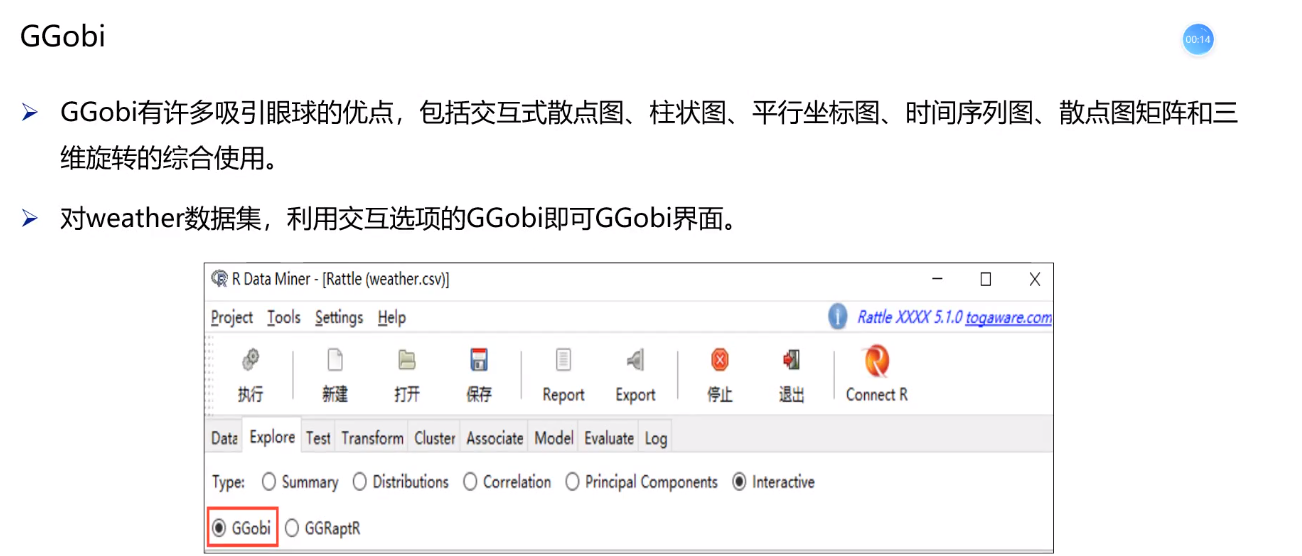 GGobi
00:14
GGobi有许多吸引眼球的优点，包括交互式散点图、柱状图、平行坐标图、时间序列图、散点图矩阵和三
维旋转的综合使用。
对weather数据集，利用交互选项的GGobi即可GGobi界面。
R Data Miner - [Rattle (weather.csv)]
Project Tools Settings Help
Rattle XXXX 5.1.0 togaware.com
执行 新建 打开 保存 Report Export 停止 退出 Connect R
Data Explore Test Transform Cluster Associate Model Evaluate Log
Type: Summary Distributions Correlation Principal Components Interactive
GGobi GGRaptR